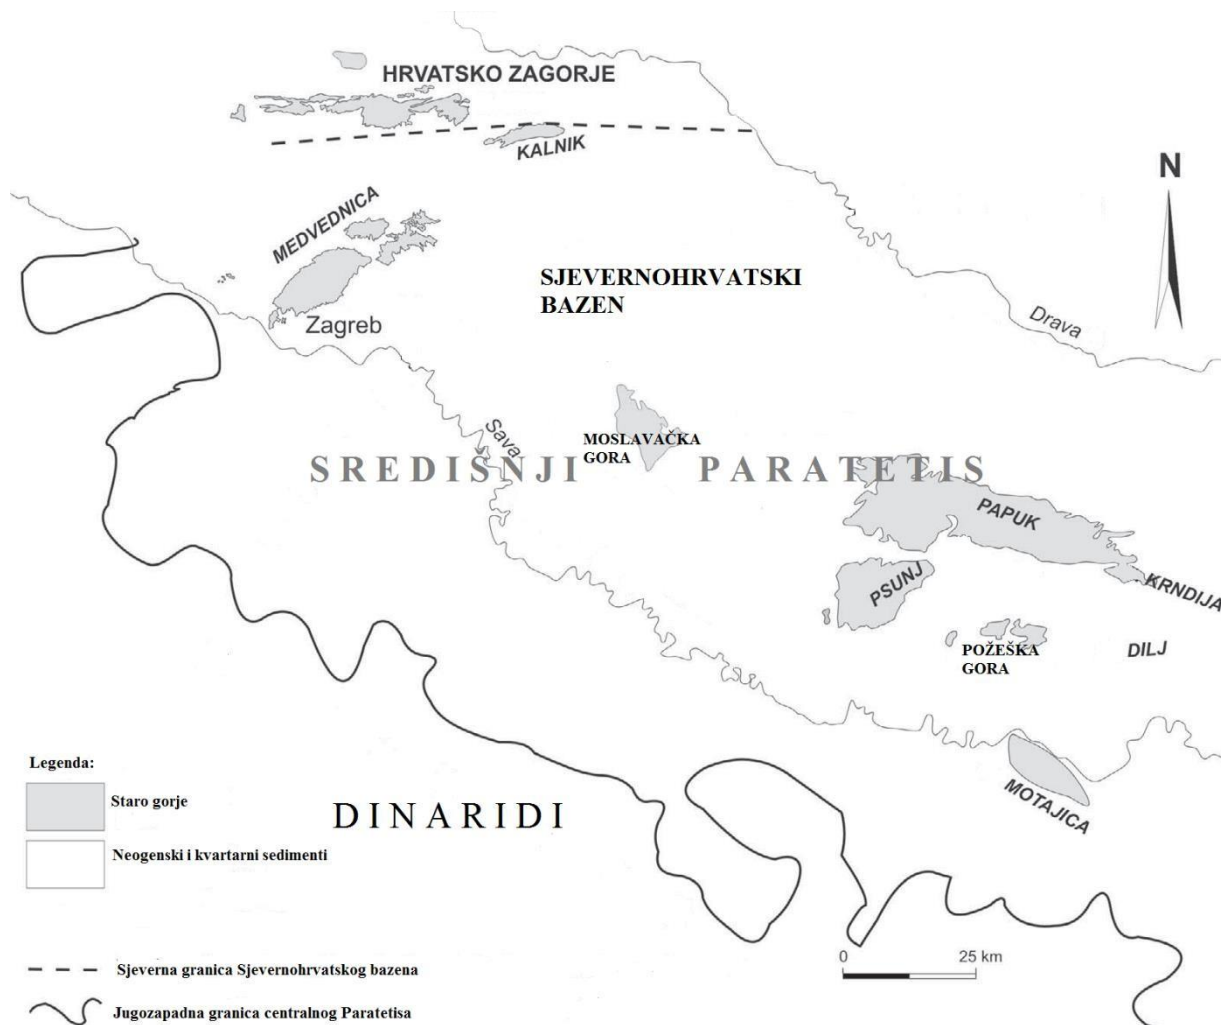 HRVATSKO ZAGORJE
KALNIK
N
MEDVEDNICA
SJEVERNOHRVATSKI
BAZEN
Zagreb
Drava
Sava
MOSLAVAČKA
GORA
SREDIŠNJI PARATETIS
PAPUK
PSUNJ
KRNDIJA
POŽEŠKA
GORA
DILJ
Legenda:
Staro gorje
MOTAJICA
DINARIDI
Neogenski i kvartarni sedimenti
0 25 km
Sjeverna granica Sjevernohrvatskog bazena
Jugozapadna granica centralnog Paratetisa